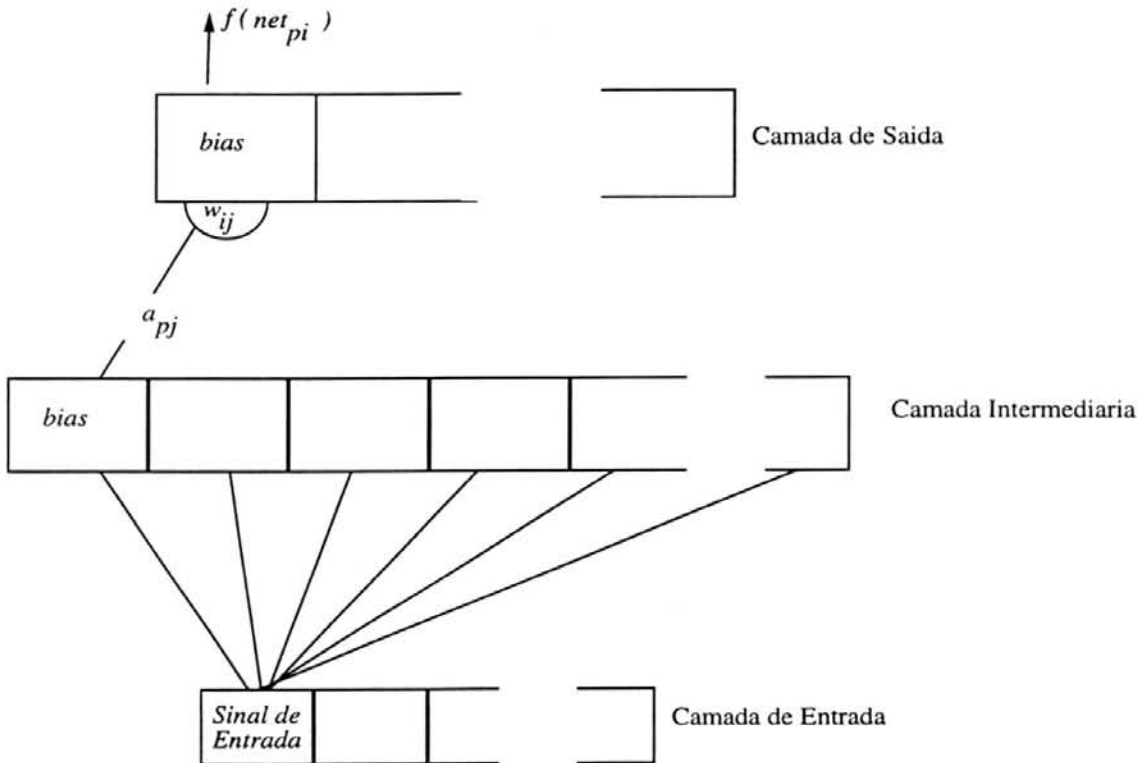 f ( net_pi )
bias
Camada de Saida
w_ij
a_pj
bias
Camada Intermediaria
Sinal de
Entrada
Camada de Entrada